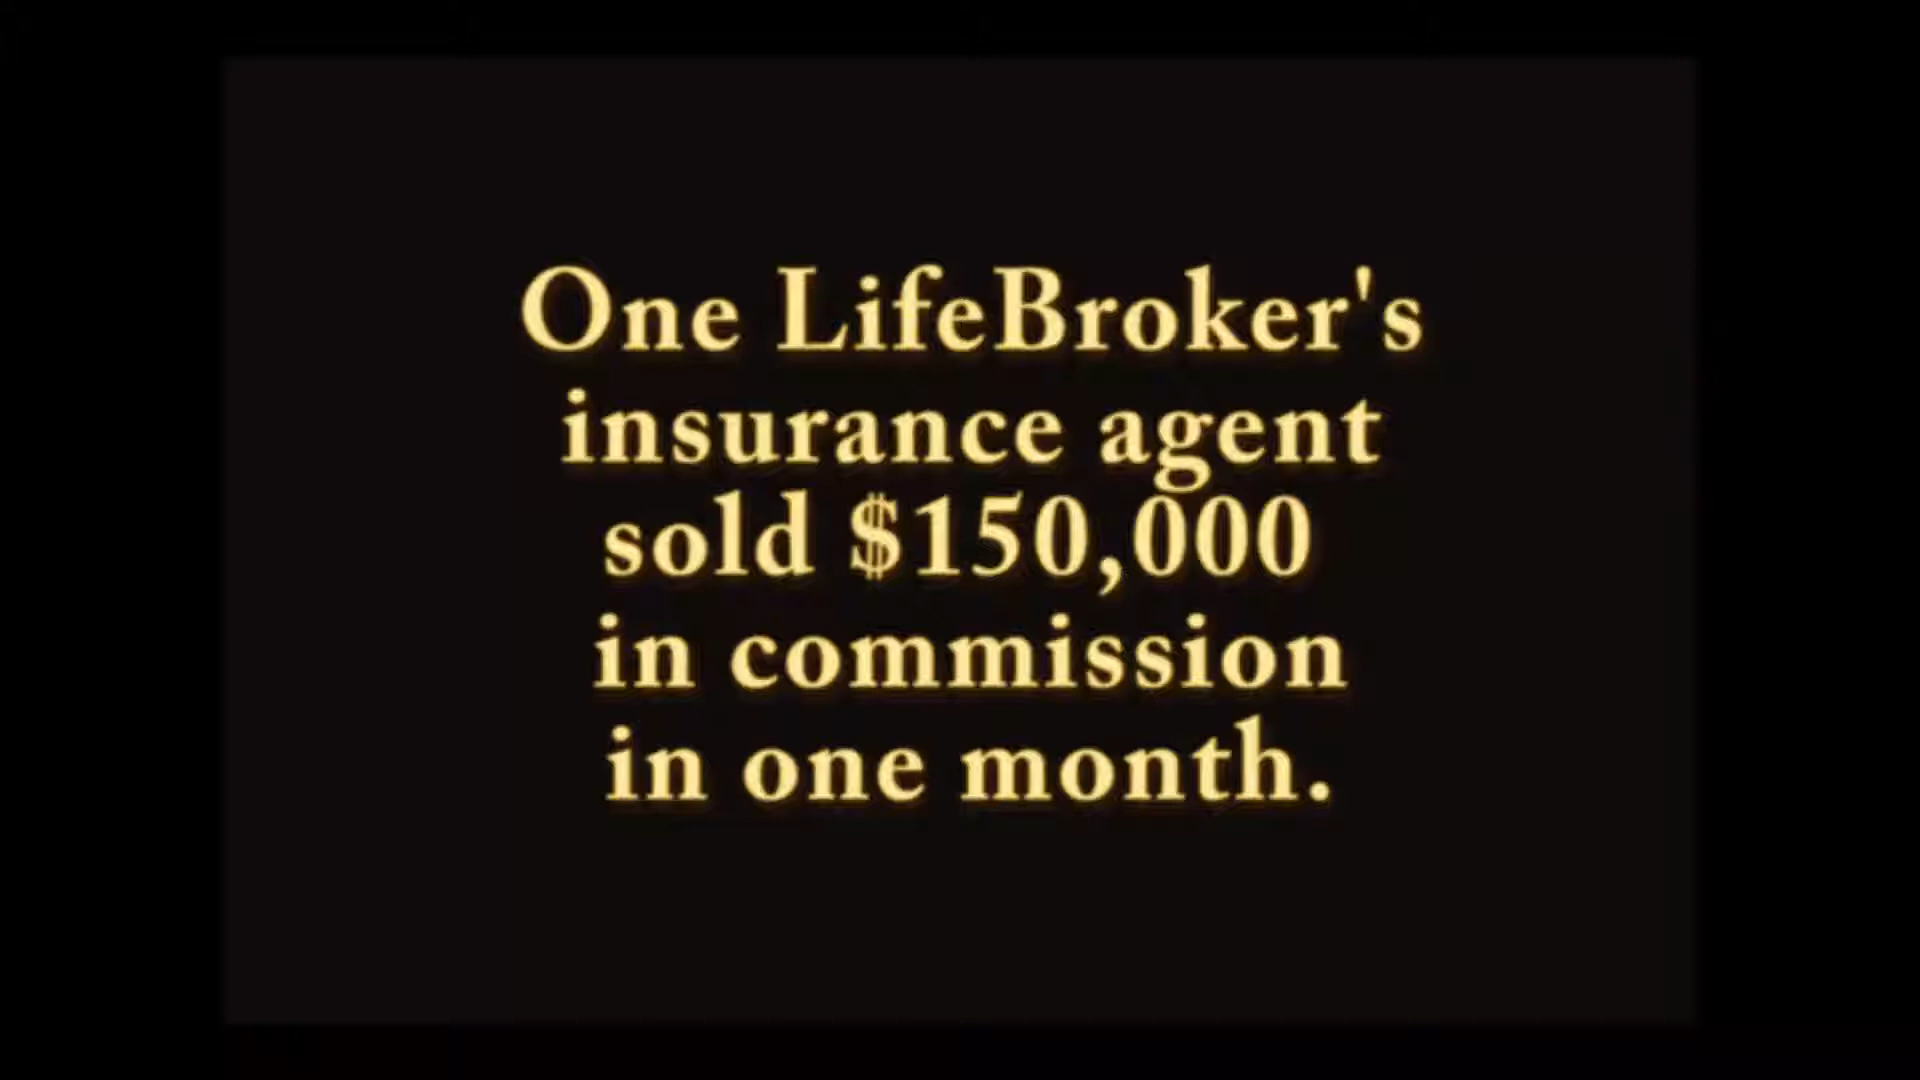 One LifeBroker's
insurance agent
sold $150,000
in commission
in one month.